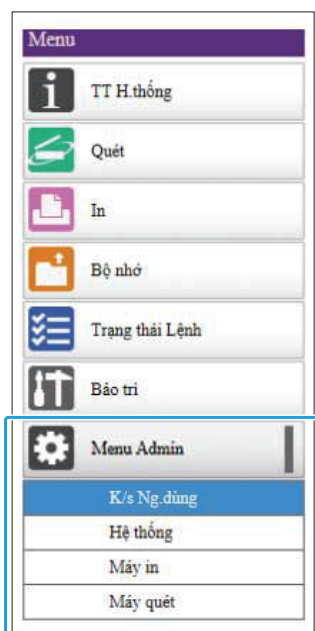 Menu
TT H.thống
Quét
In
Bộ nhớ
Trạng thái Lệnh
Bảo trì
Menu Admin
K/s Ng.dùng
Hệ thống
Máy in
Máy quét